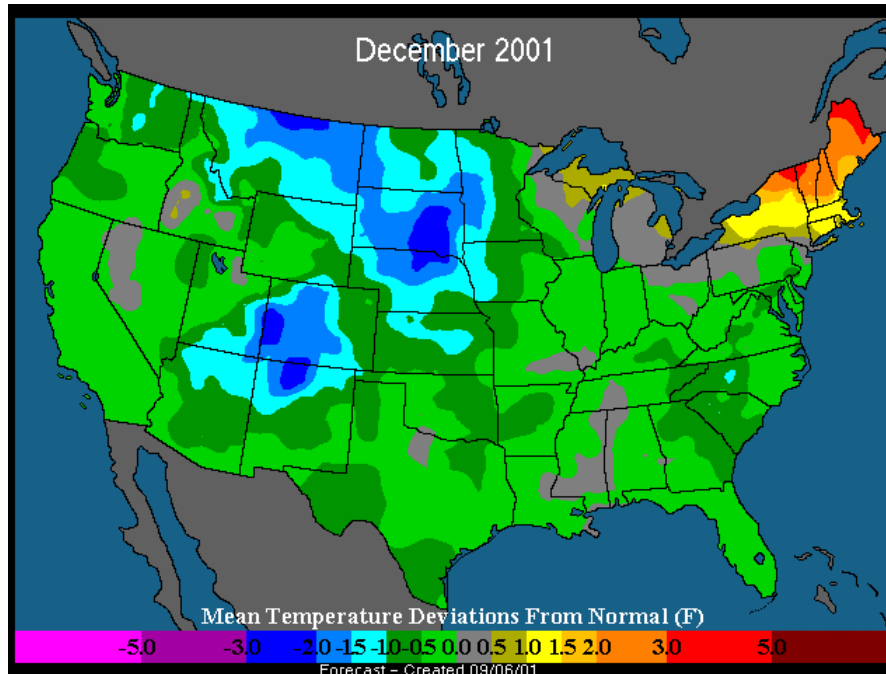 December 2001
Mean Temperature Deviations From Normal (F)
-5.0 -3.0 -2.0 -1.5 -1.0 -0.5 0.0 0.5 1.0 1.5 2.0 3.0 5.0
Forecast – Created 09/06/01